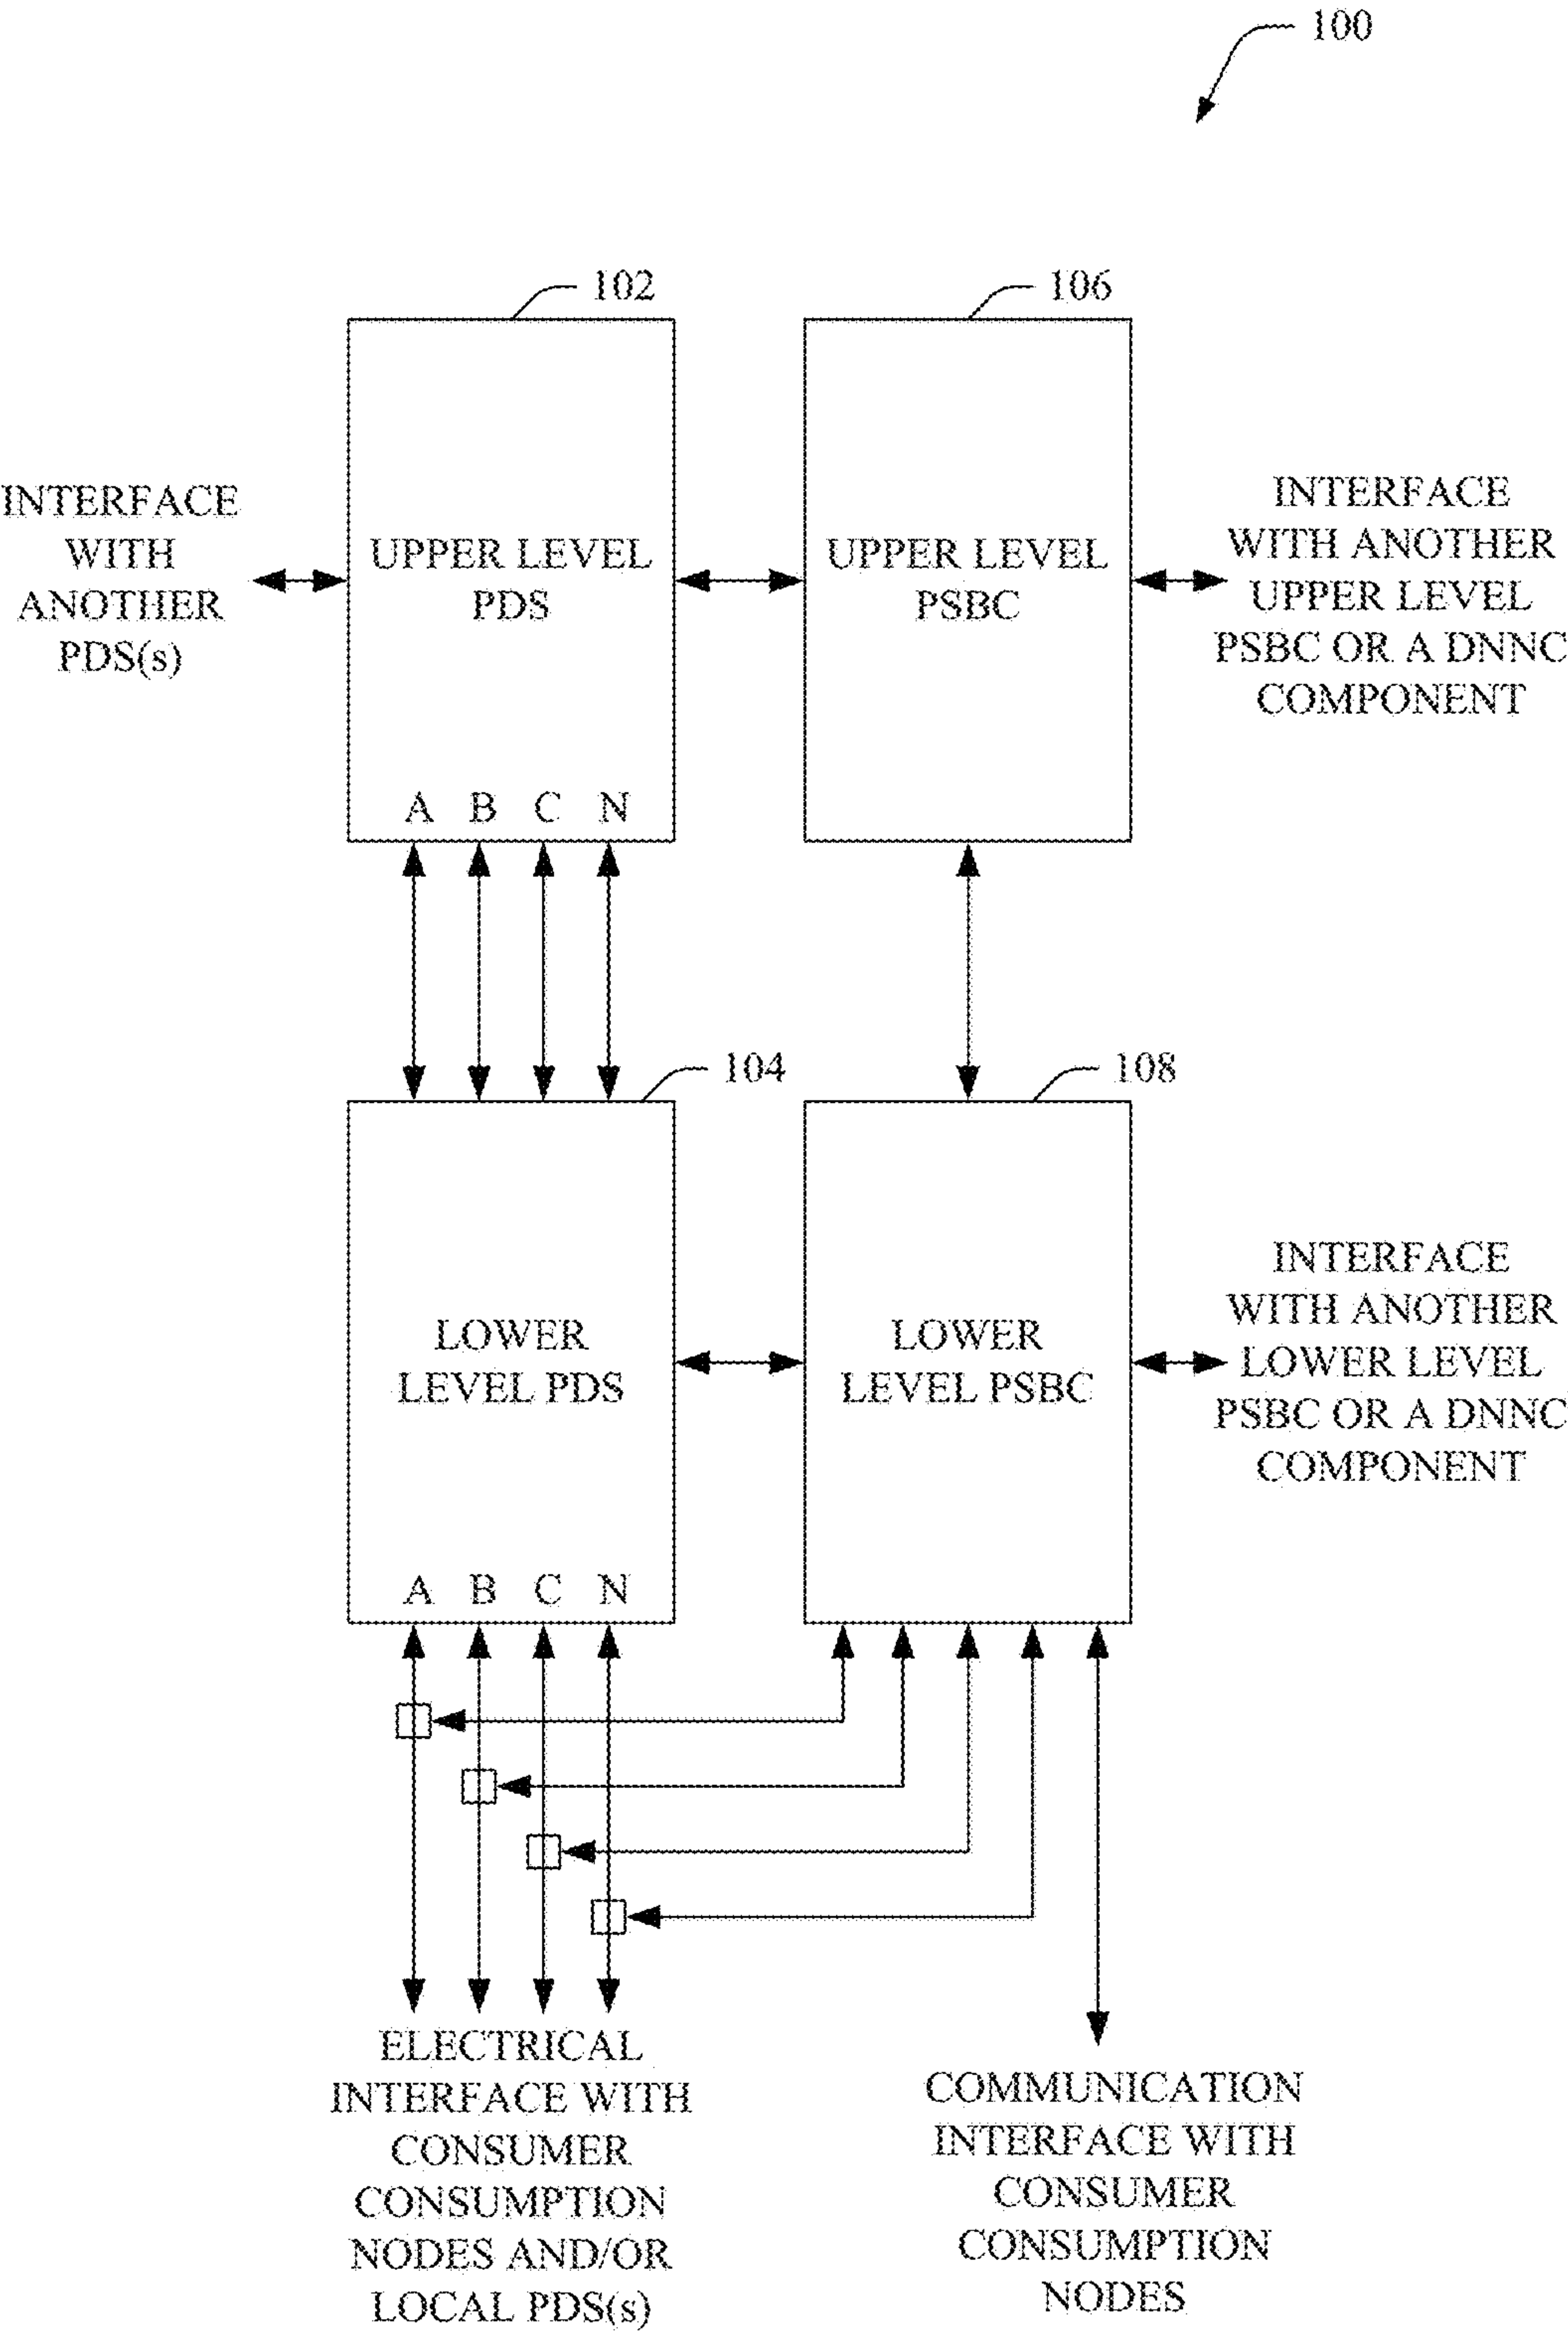 100
102
106
INTERFACE
WITH
ANOTHER
PDS(s)
UPPER LEVEL
PDS
UPPER LEVEL
PSBC
INTERFACE
WITH ANOTHER
UPPER LEVEL
PSBC OR A DNNC
COMPONENT
A B C N
104
108
LOWER
LEVEL PDS
LOWER
LEVEL PSBC
INTERFACE
WITH ANOTHER
LOWER LEVEL
PSBC OR A DNNC
COMPONENT
A B C N
ELECTRICAL
INTERFACE WITH
CONSUMER
CONSUMPTION
NODES AND/OR
LOCAL PDS(s)
COMMUNICATION
INTERFACE WITH
CONSUMER
CONSUMPTION
NODES